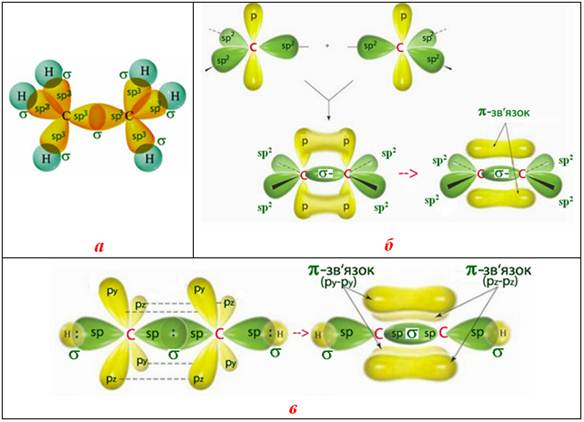 H H H H
σ σ
sp³ sp³ sp³ sp
σ C sp³ sp³ C σ
sp³ σ sp³
H σ σ H
а
p p
sp² sp²
C sp² + sp² C
sp² sp²
π-зв'язок
p p
sp² sp² sp² sp²
C -σ- C --> C -σ- C
sp² sp² sp² sp²
p p
б
π-зв'язок π-зв'язок
(py-py) (pz-pz)
py pz py pz
H : sp C sp : sp C sp : H --> H sp C sp σ sp C sp H
σ σ σ σ σ
pz py pz py
в